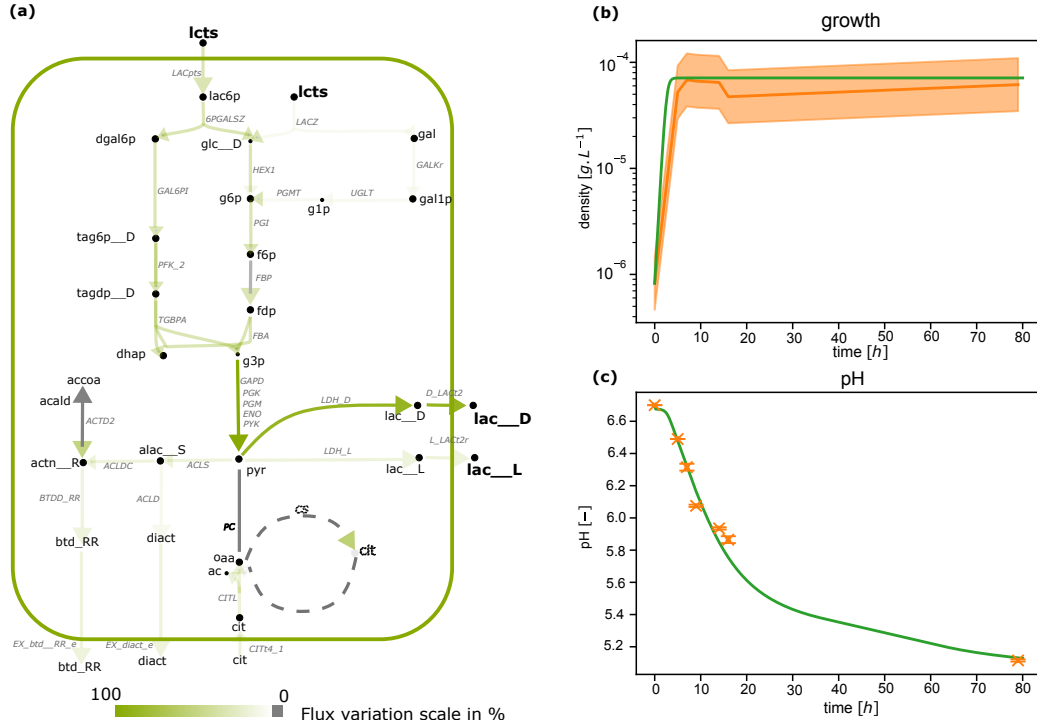 (a)
lcts
LACpts
lac6p
lcts
6PGALSZ
LACZ
dgal6p
glc__D
gal
GAL6PI
HEX1
GALKr
g6p
PGMT
UGLT
g1p
gal1p
PGI
tag6p__D
f6p
PFK_2
FBP
tagdp__D
fdp
TGBPA
FBA
dhap
g3p
accoa
acald
GAPD
PGK
PGM
ENO
PYK
LDH_D
D_LACt2
lac__D
lac__D
ACTD2
alac__S
actn__R
ACLDC
ACLS
pyr
LDH_L
L_LACt2r
lac__L
lac__L
BTDD_RR
ACLD
PC
cs
btd_RR
diact
oaa
cit
ac
CITL
cit
EX_btd__RR_e
EX_diact_e
CITt4_1
btd_RR
diact
cit
100
0
Flux variation scale in %
(b)
growth
density [g.L⁻¹]
10⁻⁴
10⁻⁵
10⁻⁶
0 10 20 30 40 50 60 70 80
time [h]
(c)
pH
pH [−]
6.6
6.4
6.2
6.0
5.8
5.6
5.4
5.2
0 10 20 30 40 50 60 70 80
time [h]